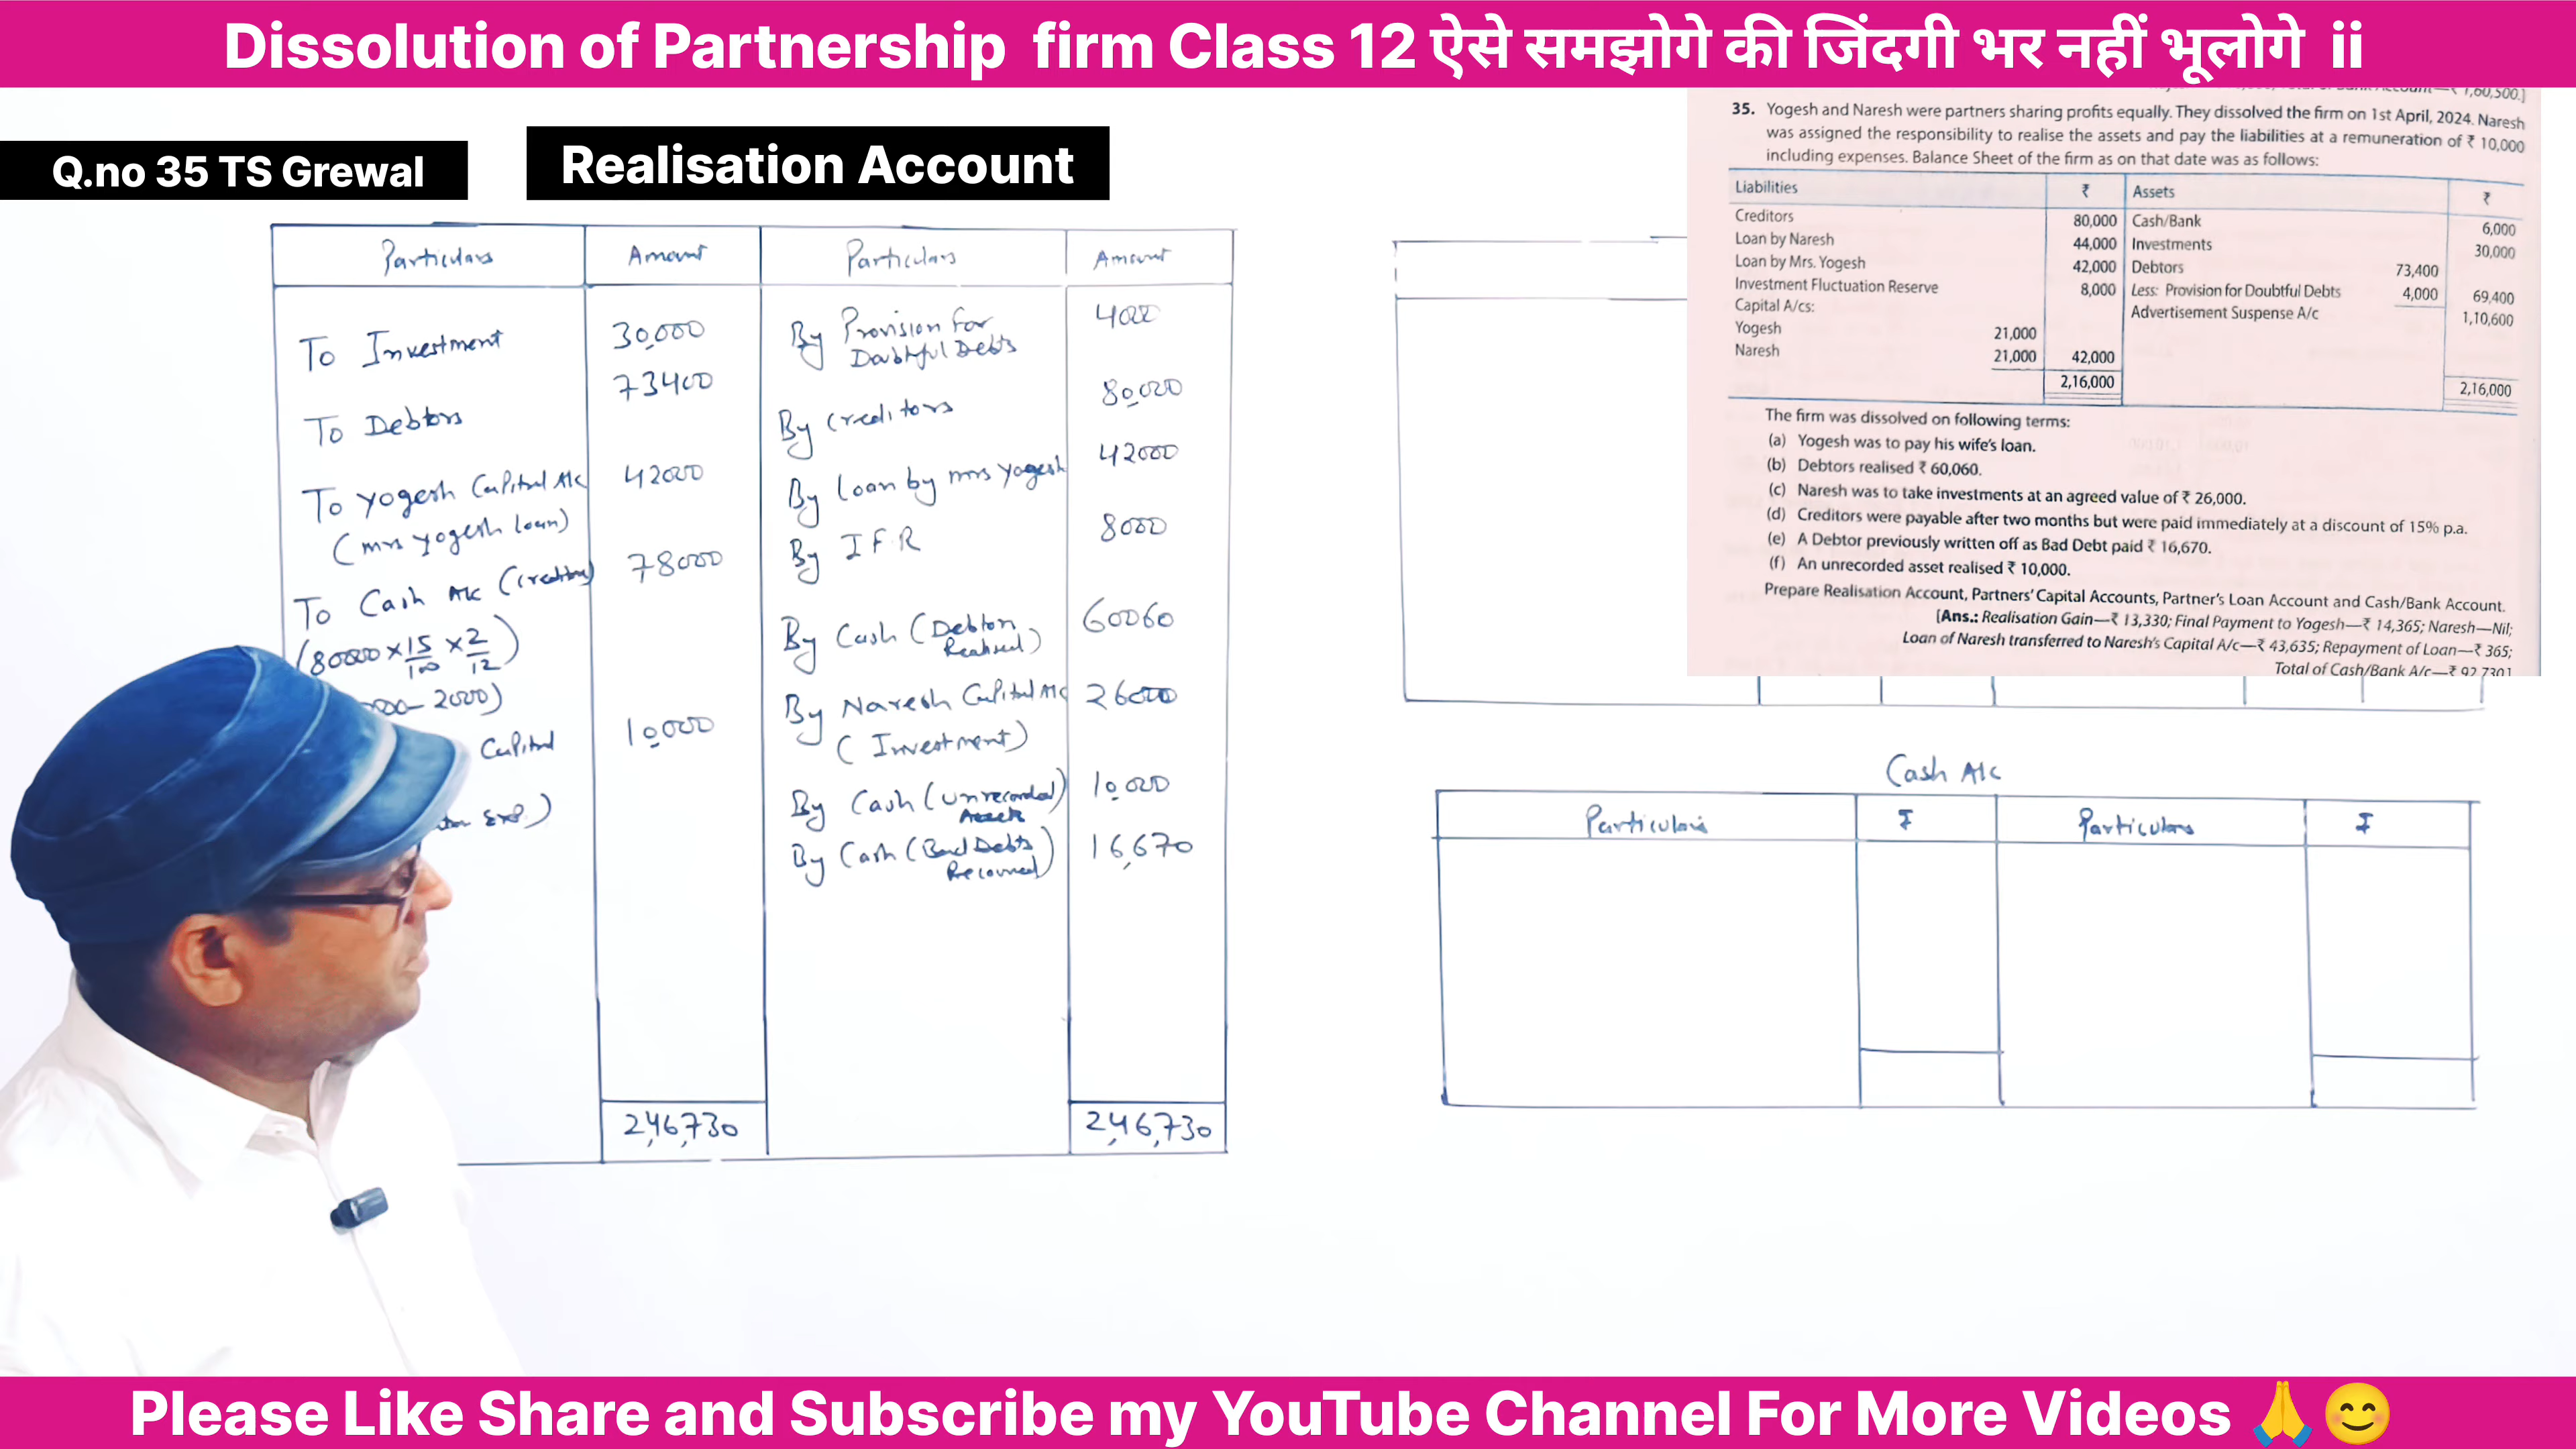 Dissolution of Partnership firm Class 12 ऐसे समझोगे की जिंदगी भर नहीं भूलोगे ii
Q.no 35 TS Grewal
Realisation Account
Particulars Amount Particulars Amount
To Investment 30,000 By Provision for Doubtful Debts 4000
To Debtors 73400 By Creditors 80,000
To Yogesh Capital A/c 42000 By Loan by mrs yogesh 42000
(mrs yogesh loan) By I F R 8000
To Cash A/c (Creditors) 78000 By Cash (Debtors Realised) 60060
(80000 × 15/100 × 2/12)
- 2000) By Naresh Capital A/c 26000
(Investment)
Capital 10,000 By Cash (unrecorded Assets) 10,000
Exp.) By Cash (Bad Debts Recovered) 16,670
2,46,730 2,46,730
₹ 1,60,500.]
35. Yogesh and Naresh were partners sharing profits equally. They dissolved the firm on 1st April, 2024. Naresh
was assigned the responsibility to realise the assets and pay the liabilities at a remuneration of ₹ 10,000
including expenses. Balance Sheet of the firm as on that date was as follows:
Liabilities ₹ Assets ₹
Creditors 80,000 Cash/Bank 6,000
Loan by Naresh 44,000 Investments 30,000
Loan by Mrs. Yogesh 42,000 Debtors 73,400
Investment Fluctuation Reserve 8,000 Less: Provision for Doubtful Debts 4,000 69,400
Capital A/cs: Advertisement Suspense A/c 1,10,600
Yogesh 21,000
Naresh 21,000 42,000
2,16,000 2,16,000
The firm was dissolved on following terms:
(a) Yogesh was to pay his wife's loan.
(b) Debtors realised ₹ 60,060.
(c) Naresh was to take investments at an agreed value of ₹ 26,000.
(d) Creditors were payable after two months but were paid immediately at a discount of 15% p.a.
(e) A Debtor previously written off as Bad Debt paid ₹ 16,670.
(f) An unrecorded asset realised ₹ 10,000.
Prepare Realisation Account, Partners' Capital Accounts, Partner's Loan Account and Cash/Bank Account.
[Ans.: Realisation Gain—₹ 13,330; Final Payment to Yogesh—₹ 14,365; Naresh—Nil;
Loan of Naresh transferred to Naresh's Capital A/c—₹ 43,635; Repayment of Loan—₹ 365;
Total of Cash/Bank A/c—₹ 92,730]
Cash A/c
Particulars ₹ Particulars ₹
Please Like Share and Subscribe my YouTube Channel For More Videos 🙏😊